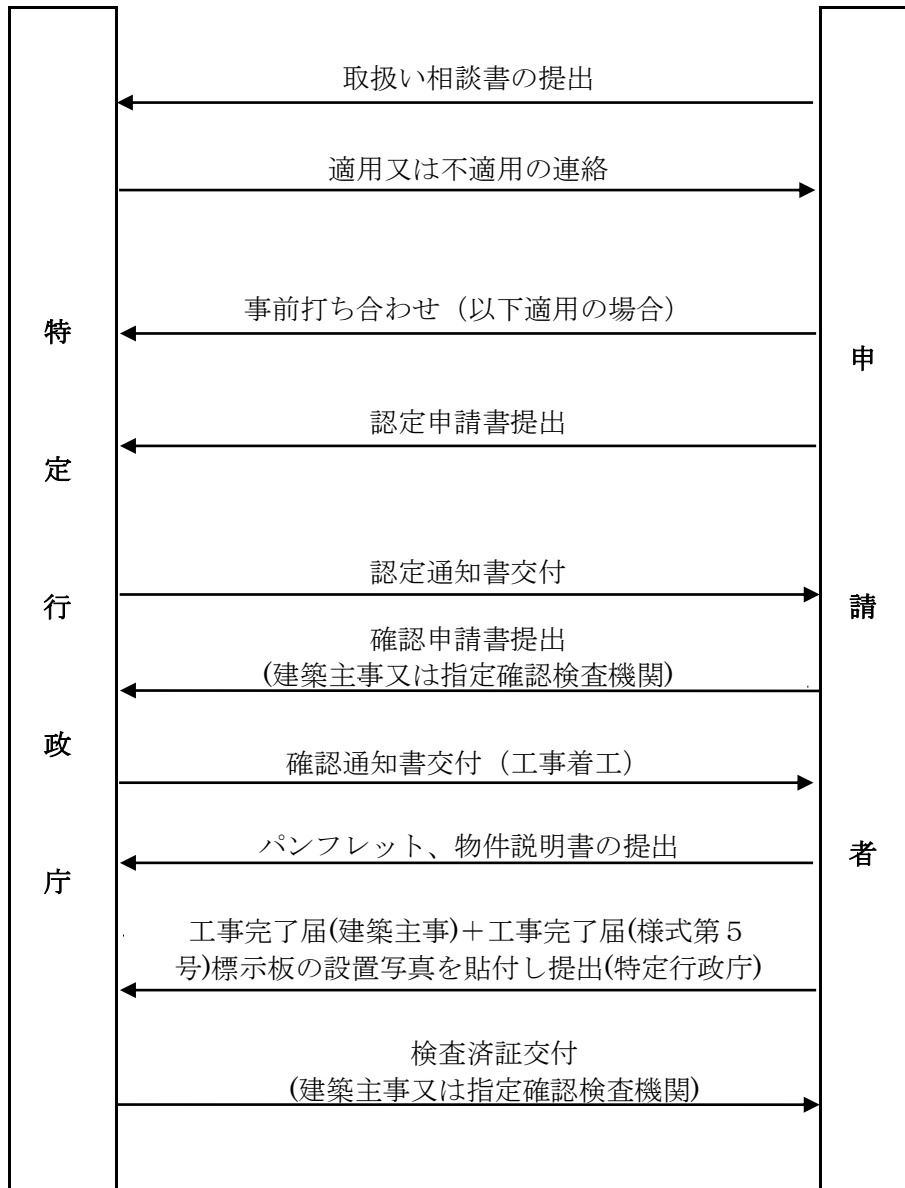 取扱い相談書の提出
適用又は不適用の連絡
事前打ち合わせ（以下適用の場合）
認定申請書提出
認定通知書交付
確認申請書提出
(建築主事又は指定確認検査機関)
確認通知書交付（工事着工）
パンフレット、物件説明書の提出
工事完了届(建築主事)＋工事完了届(様式第５
号)標示板の設置写真を貼付し提出(特定行政庁)
検査済証交付
(建築主事又は指定確認検査機関)
特定行政庁
申請者